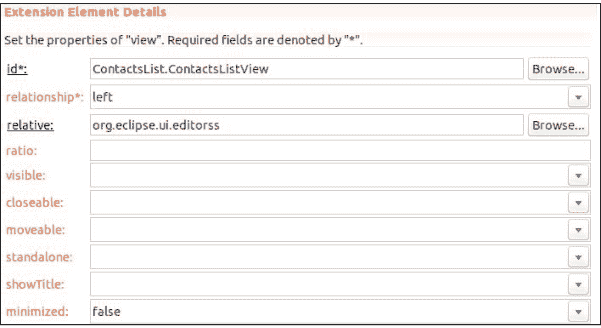 Extension Element Details
Set the properties of "view". Required fields are denoted by "*".
id*: ContactsList.ContactsListView Browse...
relationship*: left
relative: org.eclipse.ui.editorss Browse...
ratio:
visible:
closeable:
moveable:
standalone:
showTitle:
minimized: false